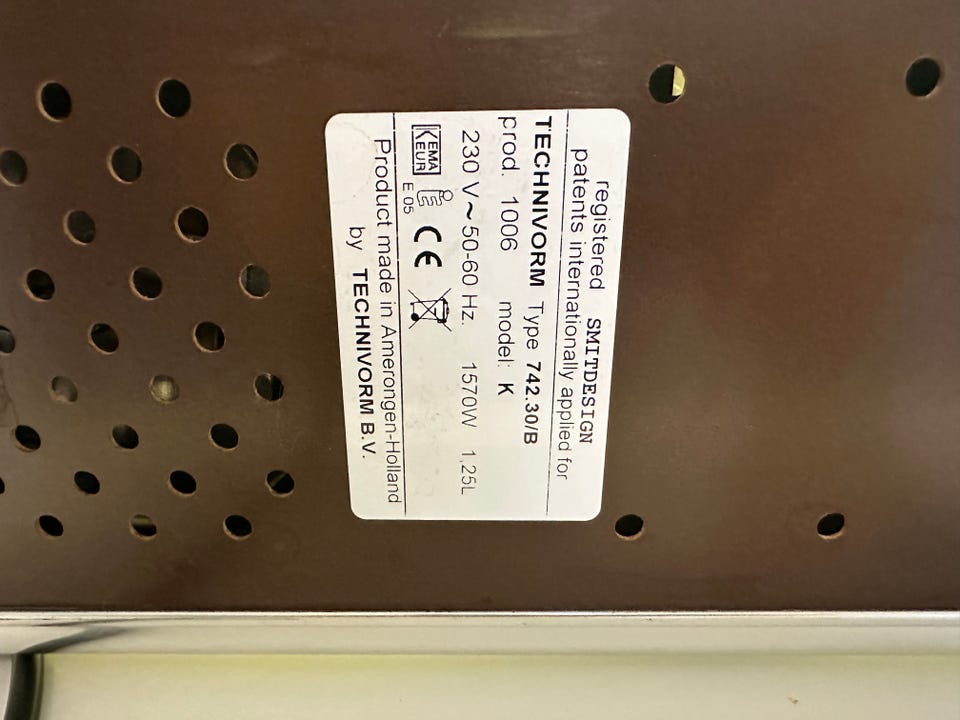 registered SMITDESIGN
patents internationally applied for
TECHNIVORM Type 742.30/B
prod. 1006 model: K
230 V~50-60 Hz. 1570W 1,25L
KEMA
KEUR
E 05
CE
Product made in Amerongen-Holland
by TECHNIVORM B.V.